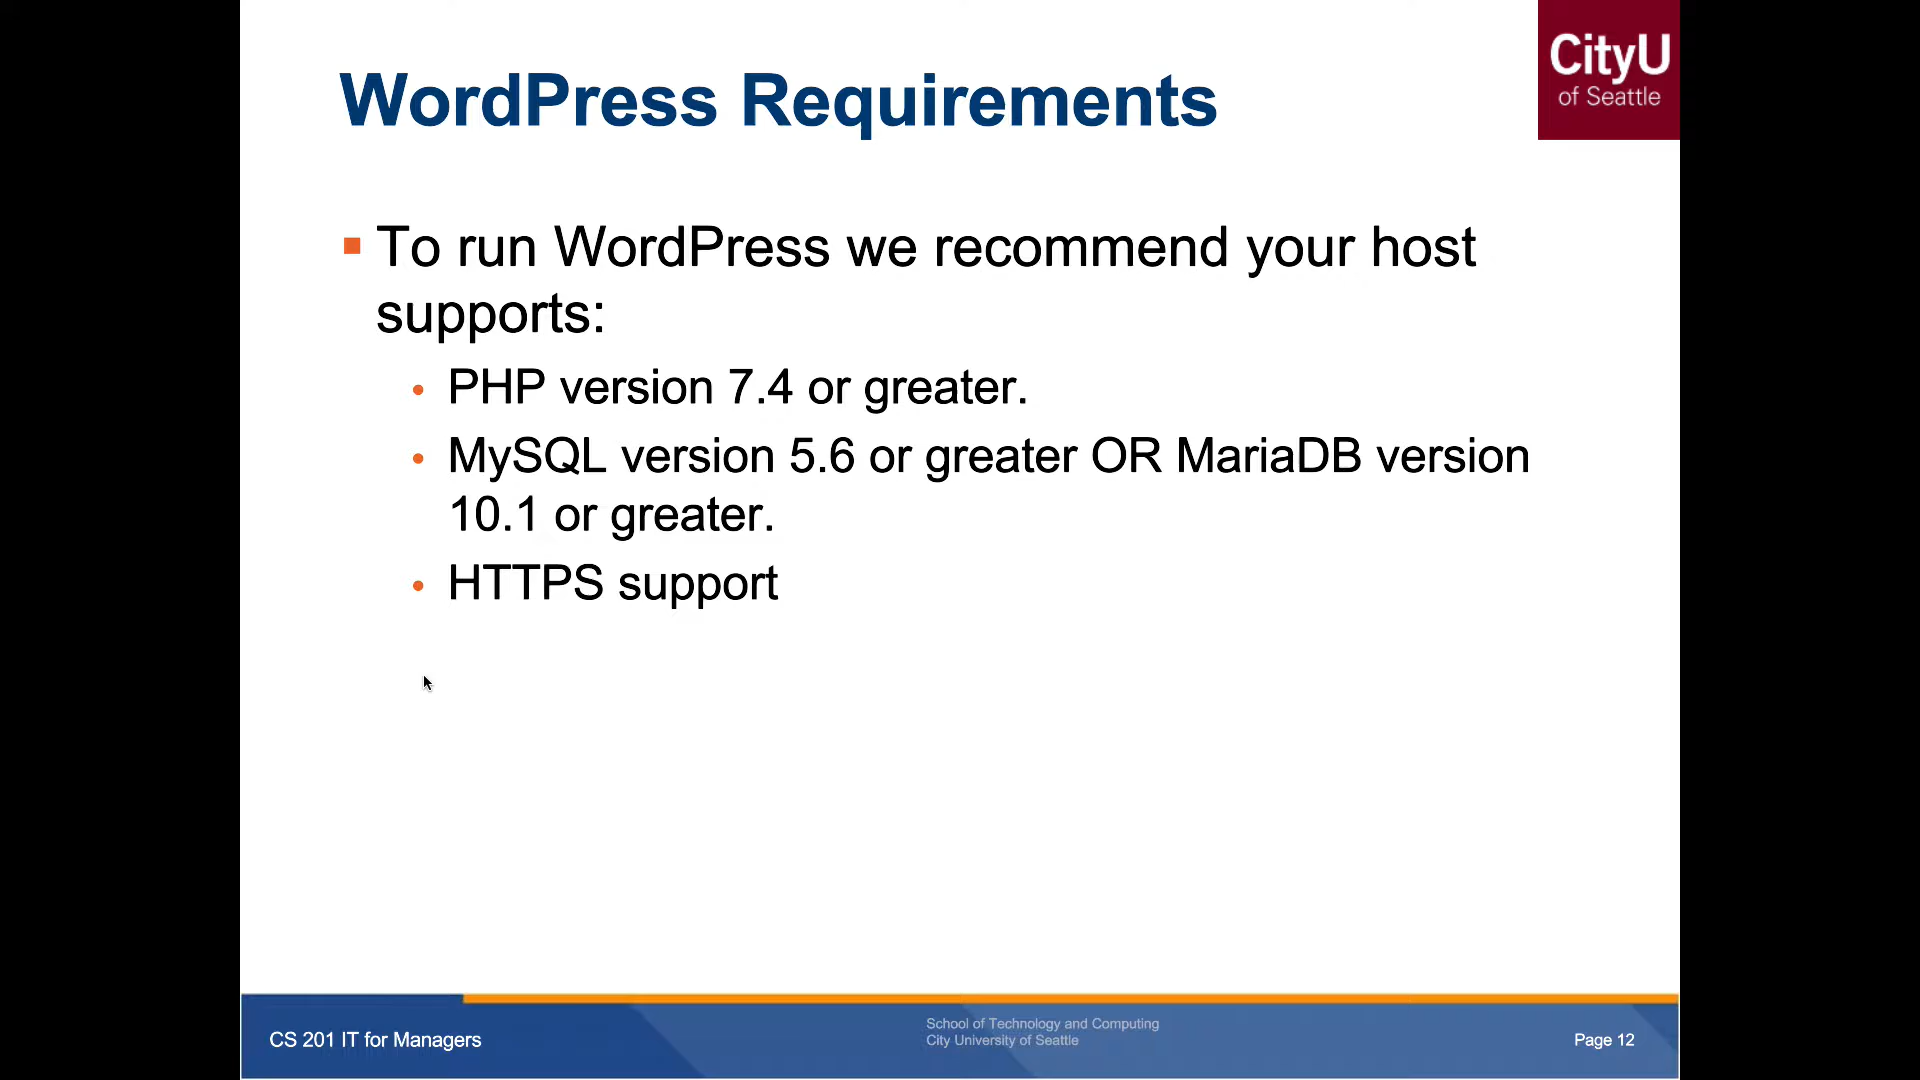 WordPress Requirements
CityU
of Seattle
To run WordPress we recommend your host
supports:
PHP version 7.4 or greater.
MySQL version 5.6 or greater OR MariaDB version
10.1 or greater.
HTTPS support
CS 201 IT for Managers
School of Technology and Computing
City University of Seattle
Page 12